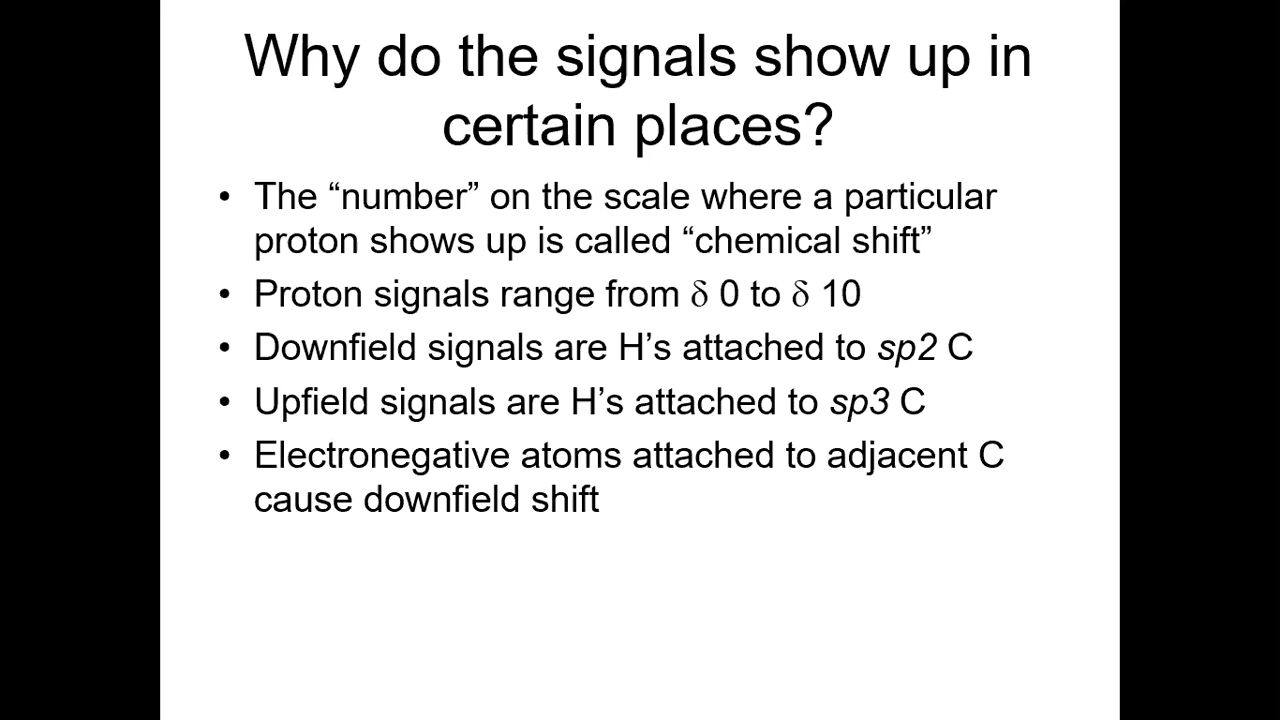 Why do the signals show up in
certain places?
• The “number” on the scale where a particular
proton shows up is called “chemical shift”
• Proton signals range from δ 0 to δ 10
• Downfield signals are H’s attached to sp2 C
• Upfield signals are H’s attached to sp3 C
• Electronegative atoms attached to adjacent C
cause downfield shift